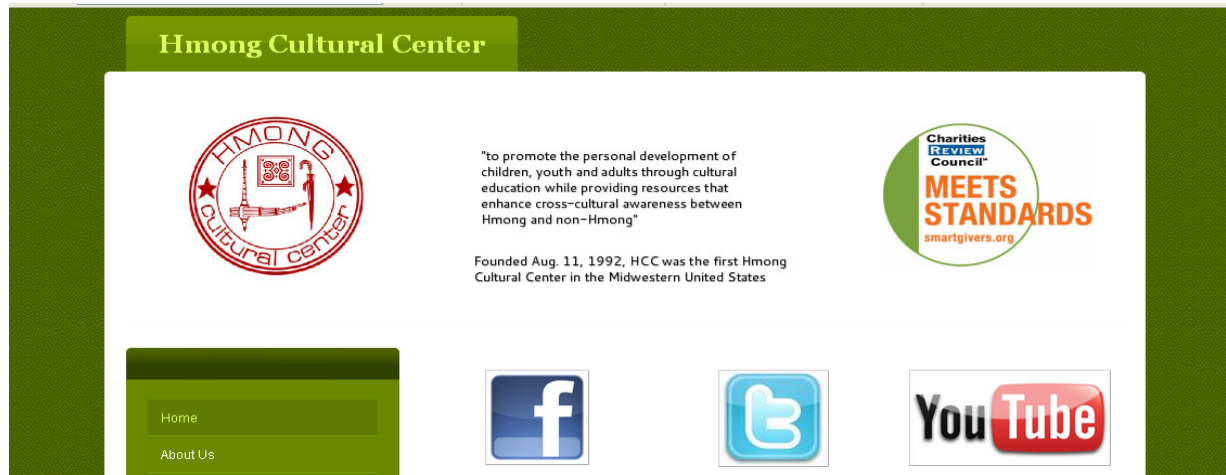 Hmong Cultural Center
HMONG
cultural center
"to promote the personal development of
children, youth and adults through cultural
education while providing resources that
enhance cross-cultural awareness between
Hmong and non-Hmong"
Founded Aug. 11, 1992, HCC was the first Hmong
Cultural Center in the Midwestern United States
Charities
REVIEW
Council"
MEETS
STANDARDS
smartgivers.org
Home
About Us
f
t
You Tube